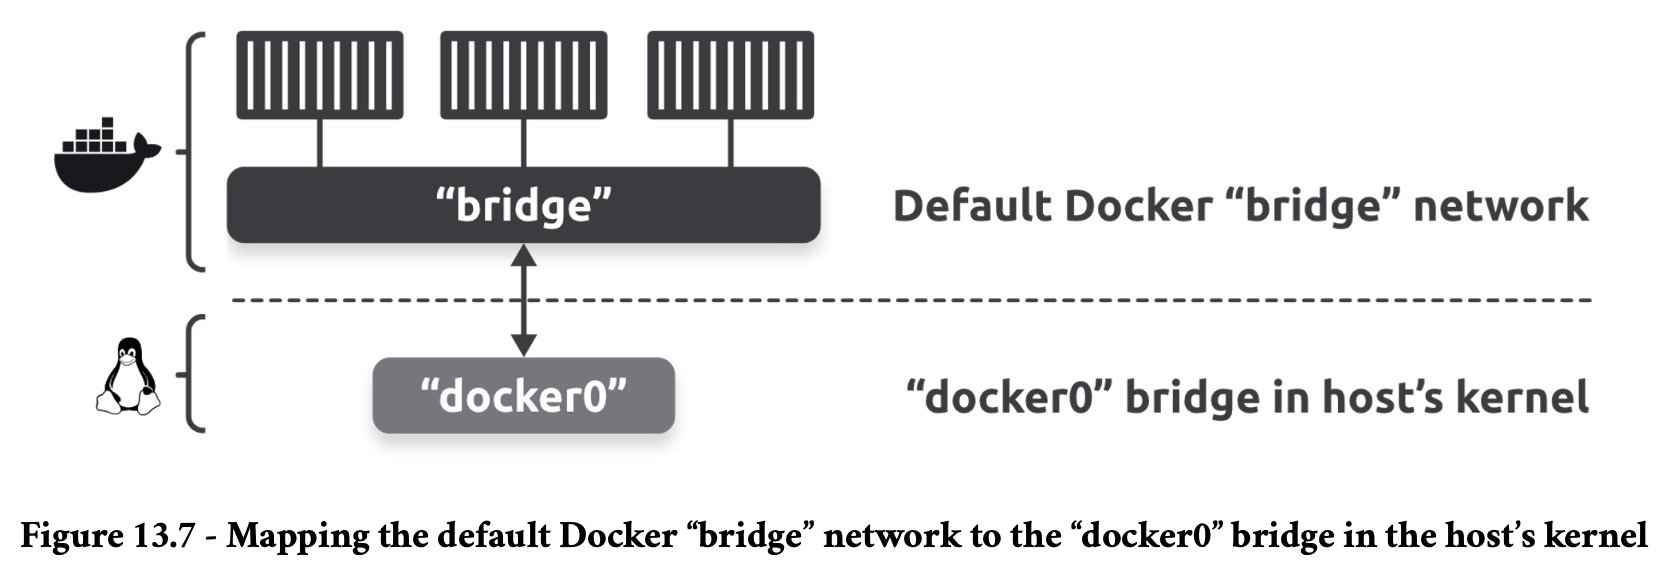 “bridge”
Default Docker “bridge” network
“docker0”
“docker0” bridge in host’s kernel
Figure 13.7 - Mapping the default Docker “bridge” network to the “docker0” bridge in the host’s kernel